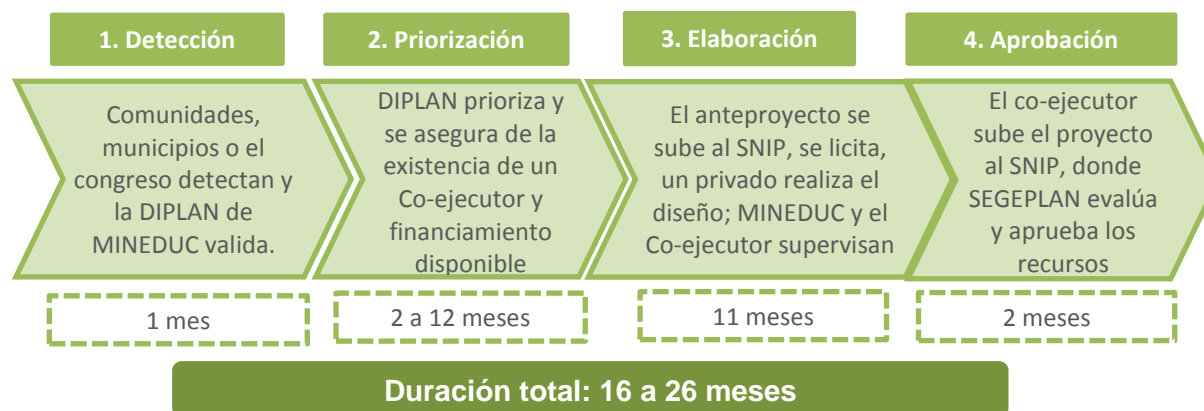 1. Detección
2. Priorización
3. Elaboración
4. Aprobación
Comunidades,
municipios o el
congreso detectan y
la DIPLAN de
MINEDUC valida.
DIPLAN prioriza y
se asegura de la
existencia de un
Co-ejecutor y
financiamiento
disponible
El anteproyecto se
sube al SNIP, se licita,
un privado realiza el
diseño; MINEDUC y el
Co-ejecutor supervisan
El co-ejecutor
sube el proyecto
al SNIP, donde
SEGEPLAN evalúa
y aprueba los
recursos
1 mes
2 a 12 meses
11 meses
2 meses
Duración total: 16 a 26 meses